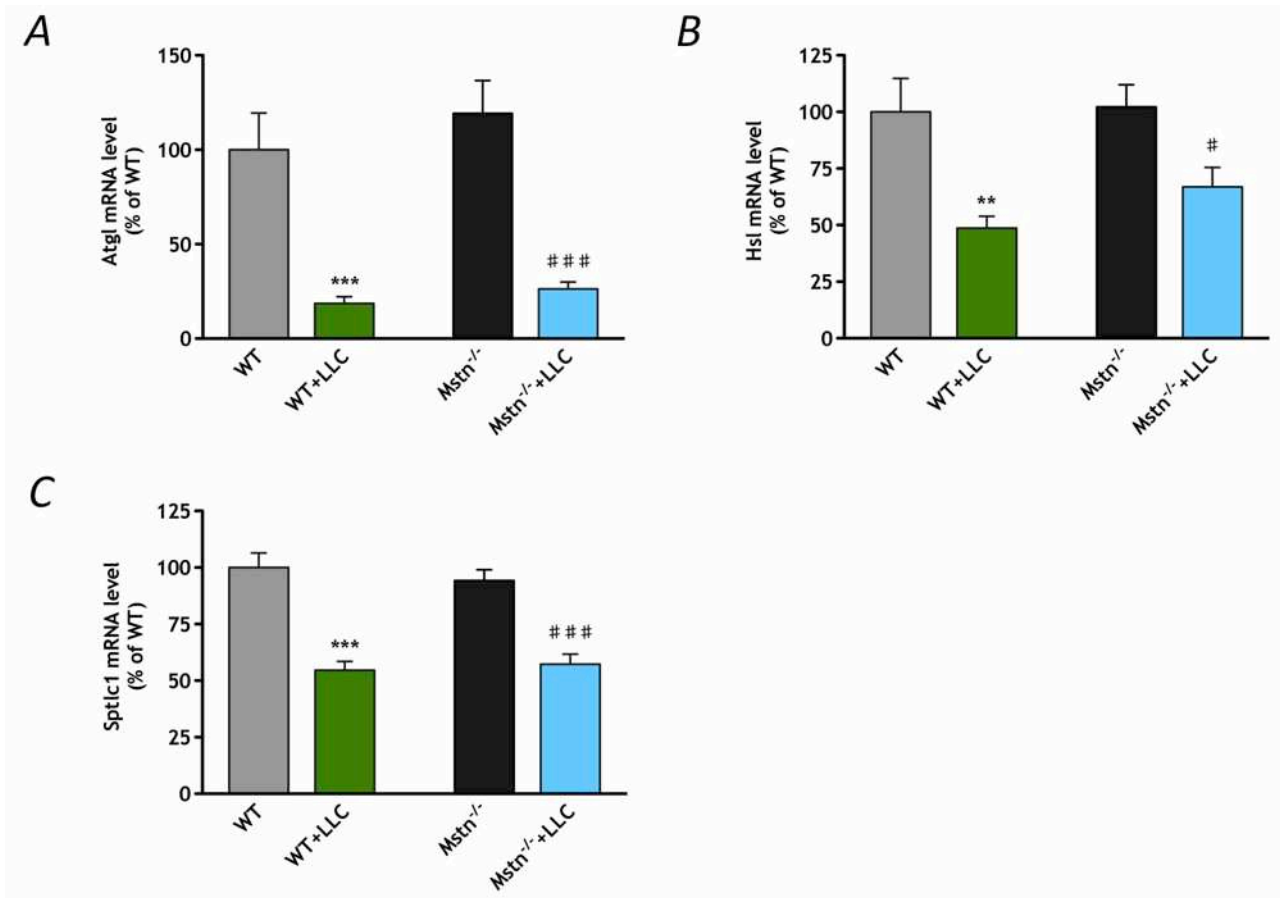 A
Atgl mRNA level
(% of WT)
150
100
50
0
***
###
WT
WT+LLC
Mstn⁻/⁻
Mstn⁻/⁻+LLC
B
Hsl mRNA level
(% of WT)
125
100
75
50
25
0
**
#
WT
WT+LLC
Mstn⁻/⁻
Mstn⁻/⁻+LLC
C
Sptlc1 mRNA level
(% of WT)
125
100
75
50
25
0
***
###
WT
WT+LLC
Mstn⁻/⁻
Mstn⁻/⁻+LLC